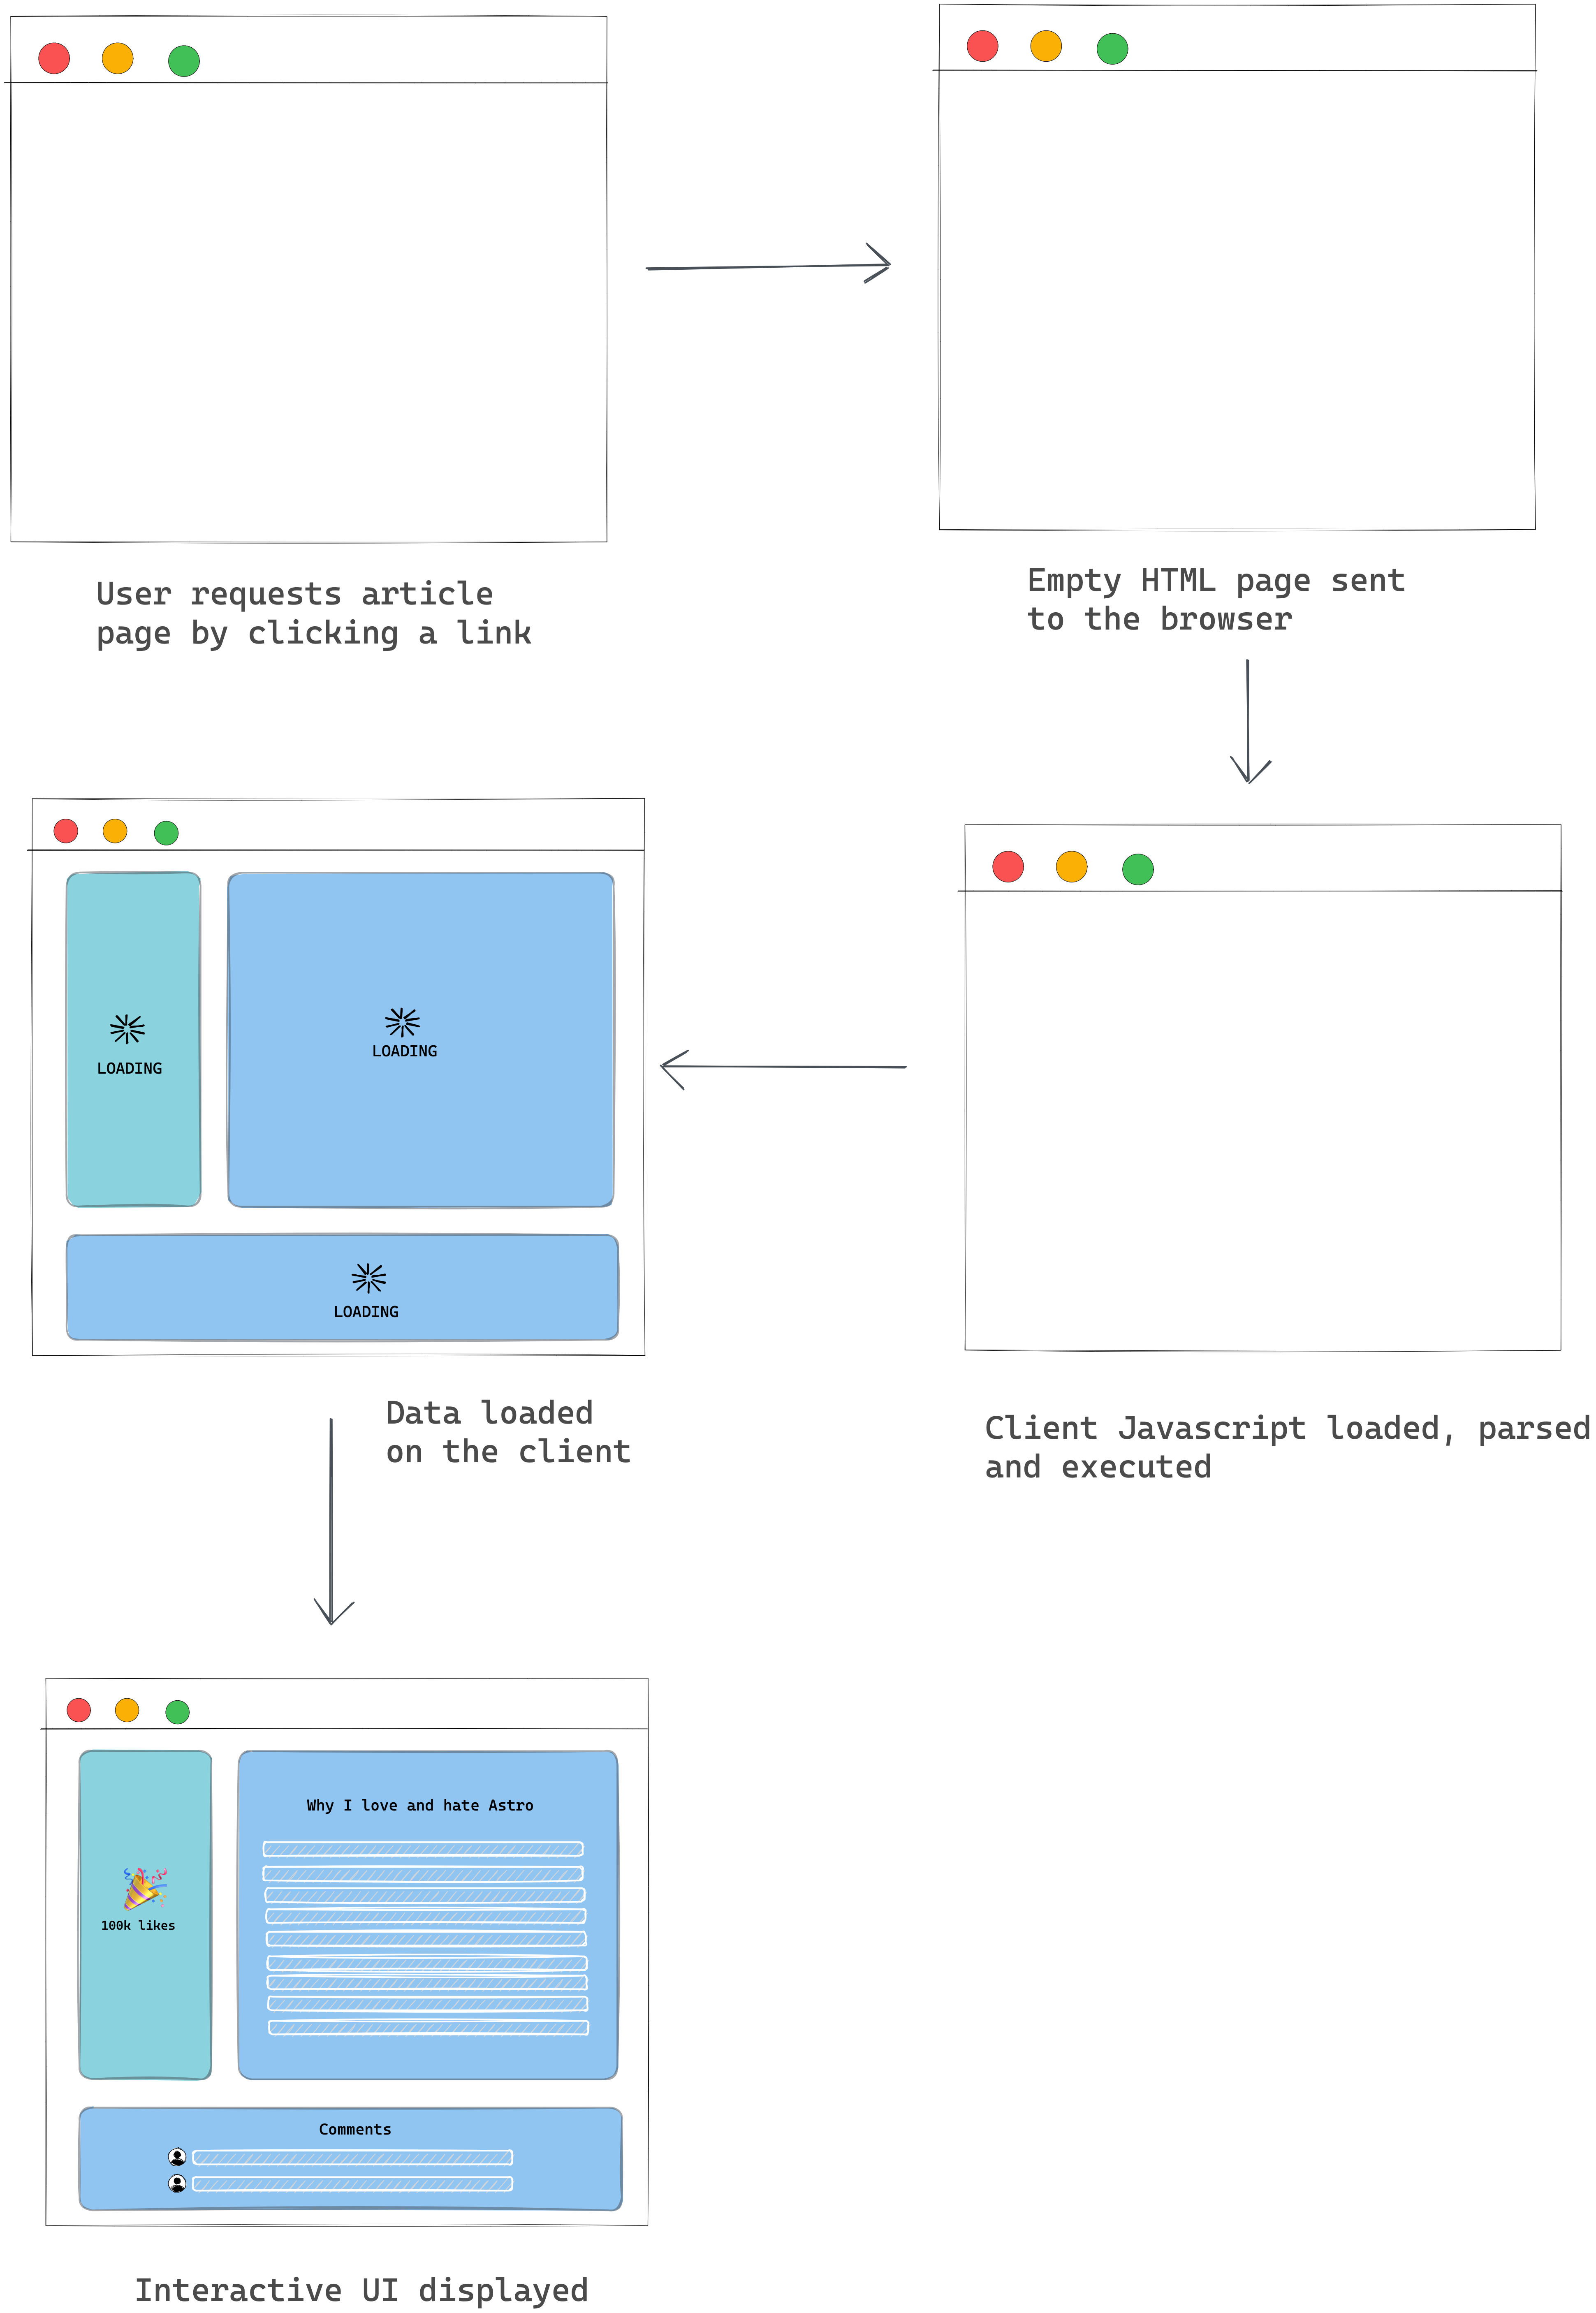 User requests article
page by clicking a link
Empty HTML page sent
to the browser
Client Javascript loaded, parsed
and executed
LOADING
LOADING
LOADING
Data loaded
on the client
Why I love and hate Astro
100k likes
Comments
Interactive UI displayed